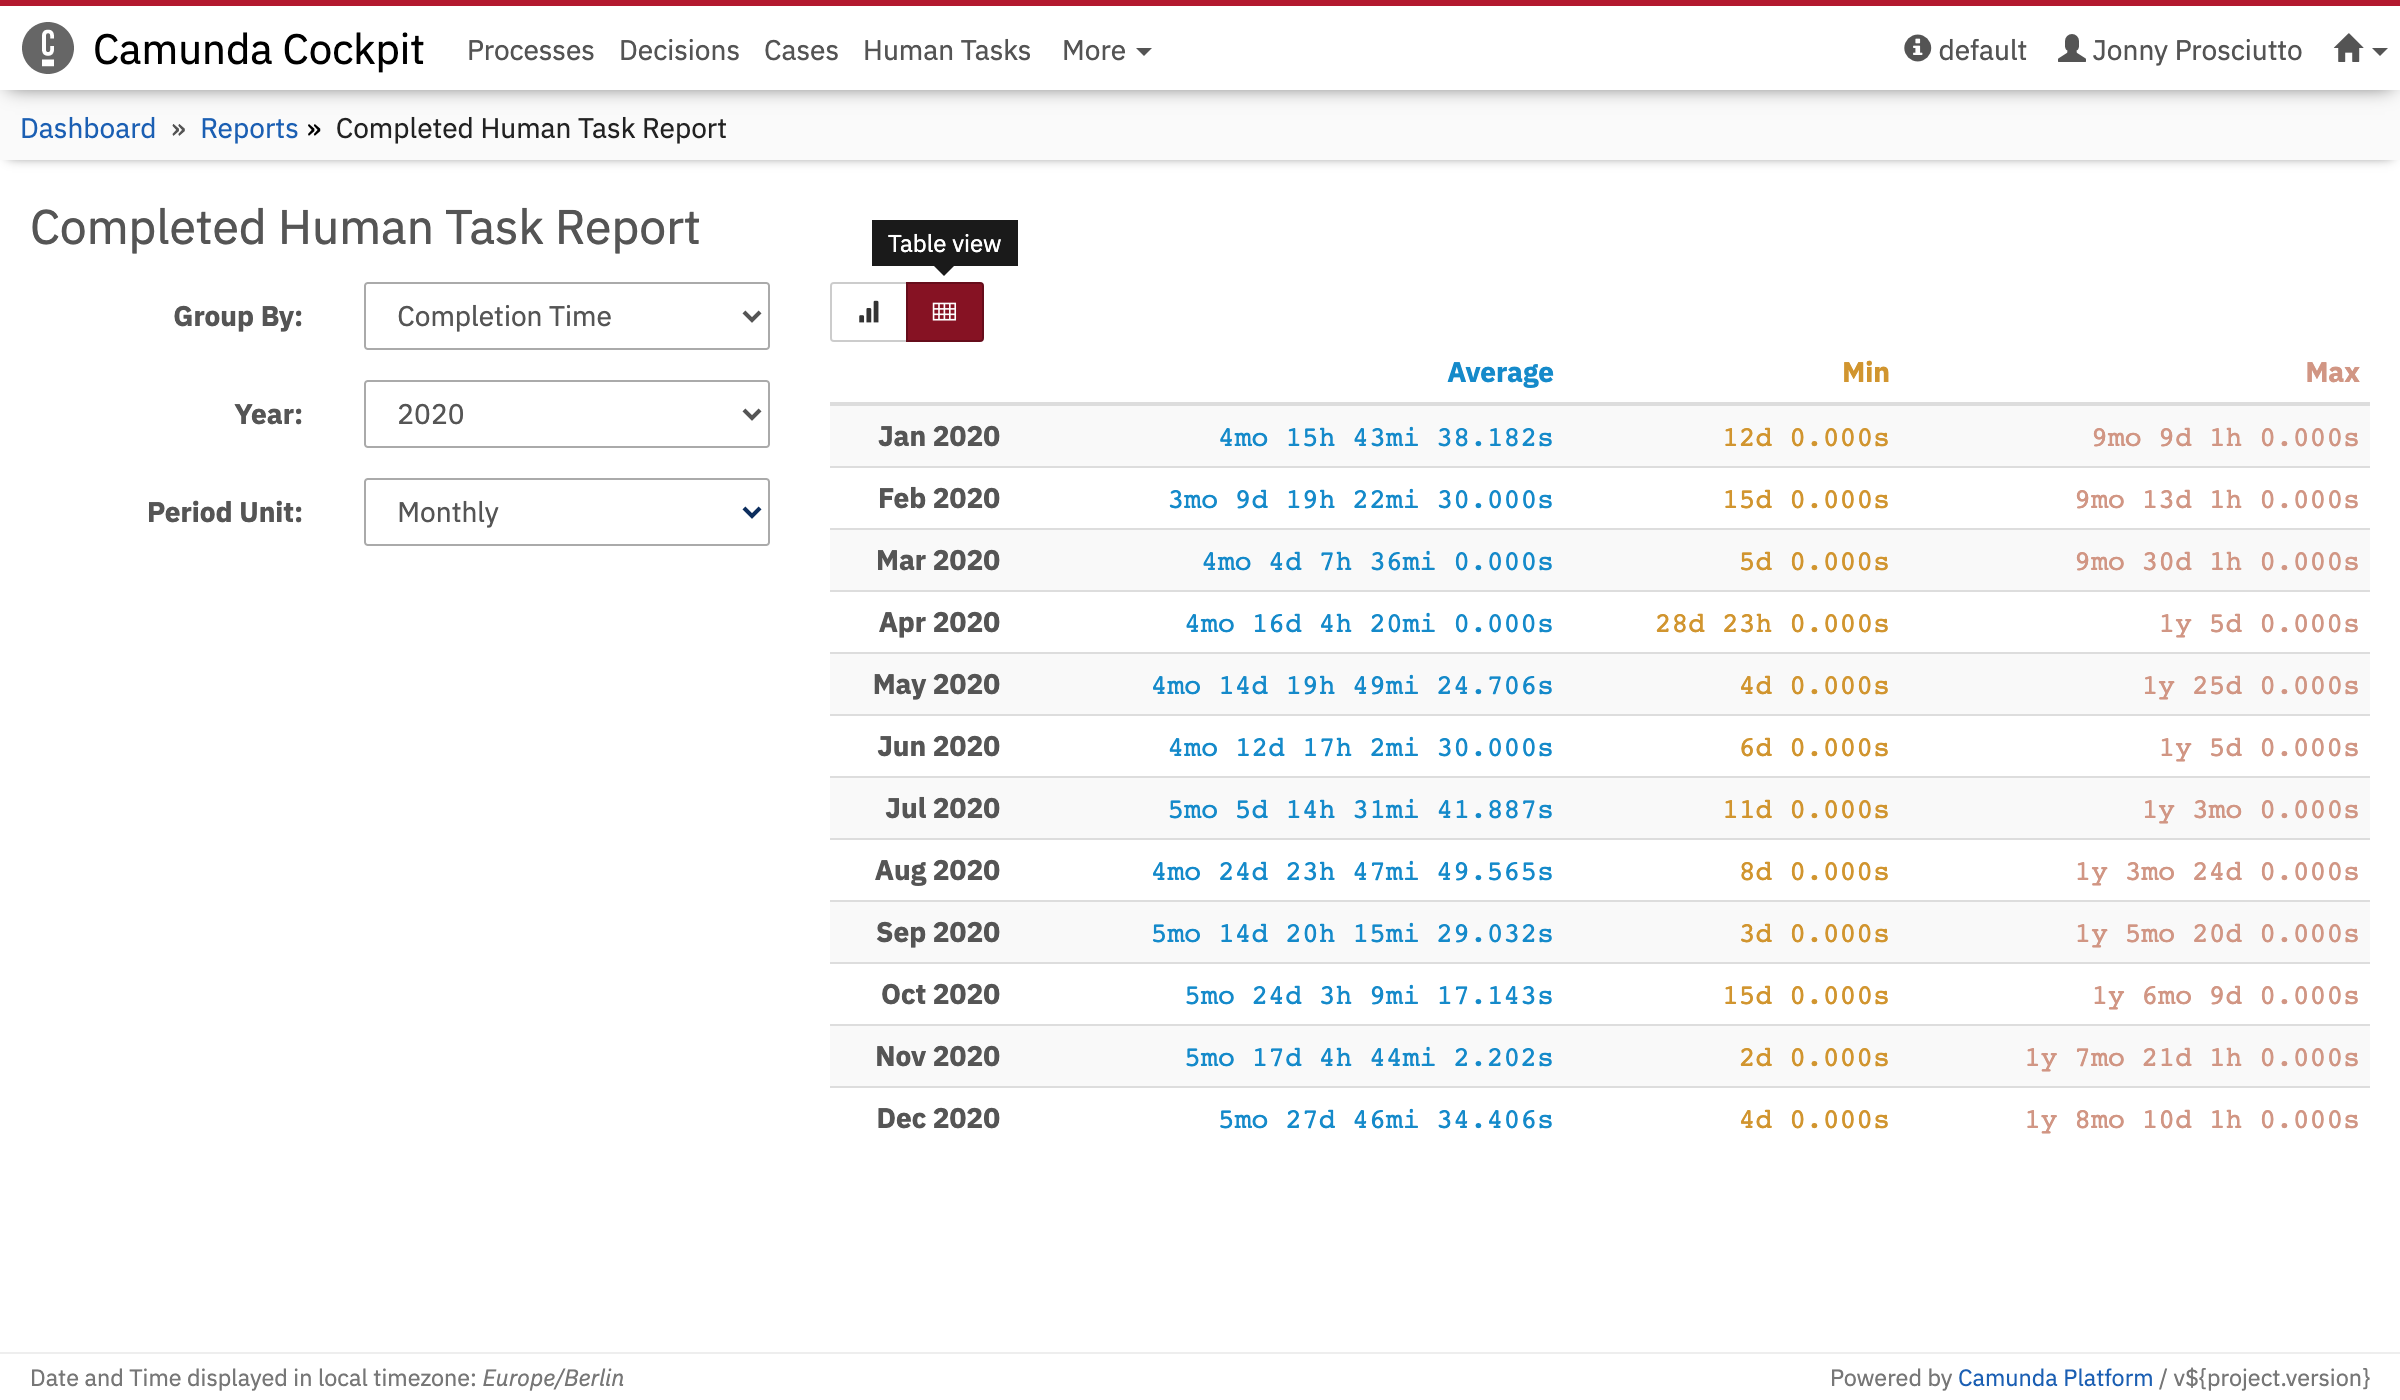 Camunda Cockpit Processes Decisions Cases Human Tasks More default Jonny Prosciutto
Dashboard » Reports » Completed Human Task Report
Completed Human Task Report
Table view
Group By: Completion Time
Year: 2020
Period Unit: Monthly
Average Min Max
Jan 2020 4mo 15h 43mi 38.182s 12d 0.000s 9mo 9d 1h 0.000s
Feb 2020 3mo 9d 19h 22mi 30.000s 15d 0.000s 9mo 13d 1h 0.000s
Mar 2020 4mo 4d 7h 36mi 0.000s 5d 0.000s 9mo 30d 1h 0.000s
Apr 2020 4mo 16d 4h 20mi 0.000s 28d 23h 0.000s 1y 5d 0.000s
May 2020 4mo 14d 19h 49mi 24.706s 4d 0.000s 1y 25d 0.000s
Jun 2020 4mo 12d 17h 2mi 30.000s 6d 0.000s 1y 5d 0.000s
Jul 2020 5mo 5d 14h 31mi 41.887s 11d 0.000s 1y 3mo 0.000s
Aug 2020 4mo 24d 23h 47mi 49.565s 8d 0.000s 1y 3mo 24d 0.000s
Sep 2020 5mo 14d 20h 15mi 29.032s 3d 0.000s 1y 5mo 20d 0.000s
Oct 2020 5mo 24d 3h 9mi 17.143s 15d 0.000s 1y 6mo 9d 0.000s
Nov 2020 5mo 17d 4h 44mi 2.202s 2d 0.000s 1y 7mo 21d 1h 0.000s
Dec 2020 5mo 27d 46mi 34.406s 4d 0.000s 1y 8mo 10d 1h 0.000s
Date and Time displayed in local timezone: Europe/Berlin Powered by Camunda Platform / v${project.version}